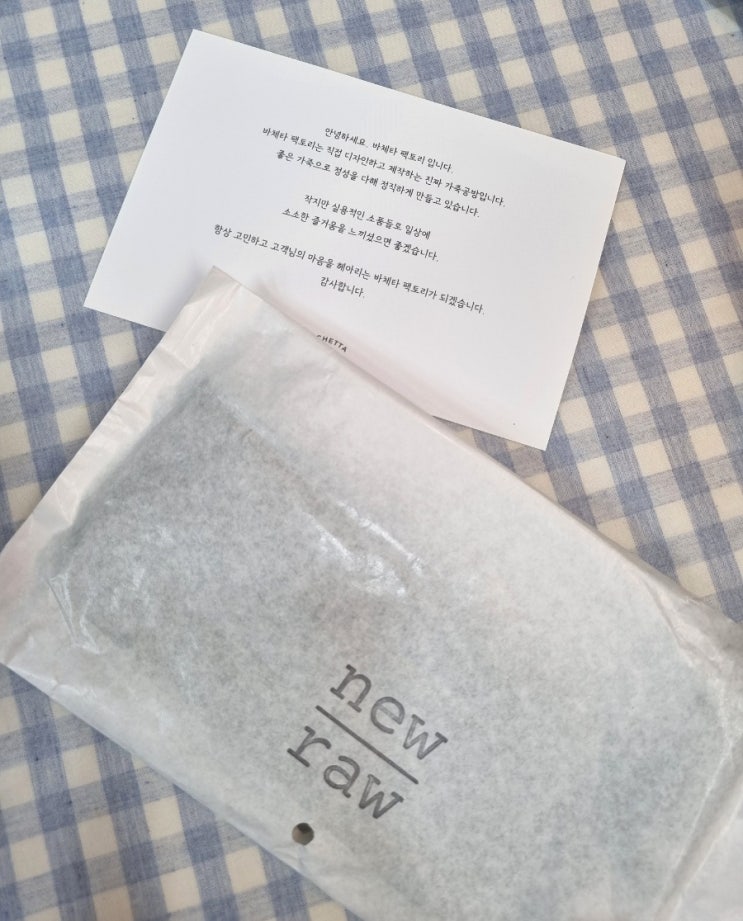 안녕하세요. 바체타 팩토리 입니다.
바체타 팩토리는 직접 디자인하고 제작하는 진짜 가죽공방입니다.
좋은 가죽으로 정성을 다해 정직하게 만들고 있습니다.
작지만 실용적인 소품들로 일상에
소소한 즐거움을 느끼셨으면 좋겠습니다.
항상 고민하고 고객님의 마음을 헤아리는 바체타 팩토리가 되겠습니다.
감사합니다.
CHETTA
new
raw